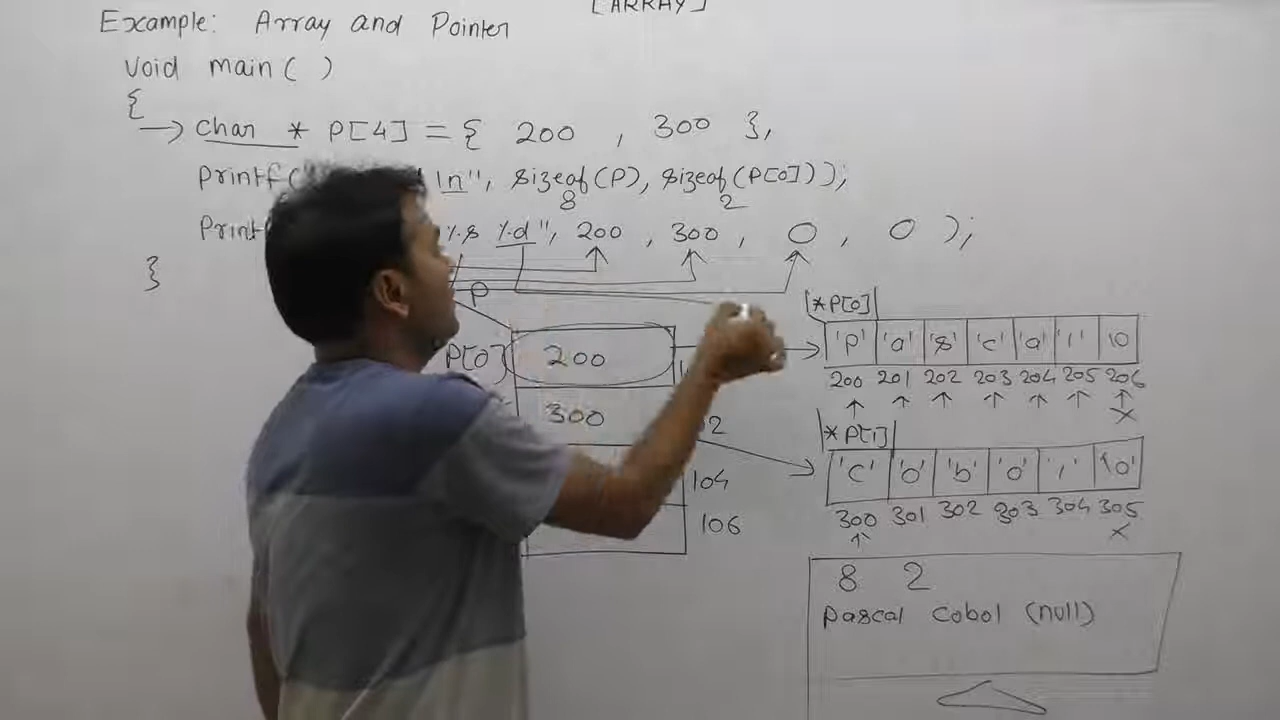 [ARRAY]
Example: Array and Pointer
void main( )
{
→ char * P[4] = { 200 , 300 },
printf(" \n", sizeof(P), sizeof(P[0]));
8 2
Printf %s %d", 200 , 300 , 0 , 0 );
}
P
P[0] 200
300 102
104
106
*P[0]
'P' 'a' 's' 'c' 'a' 'l' \0
200 201 202 203 204 205 206
*P[1]
'C' 'o' 'b' 'o' 'l' '\0'
300 301 302 303 304 305
8 2
pascal cobol (null)